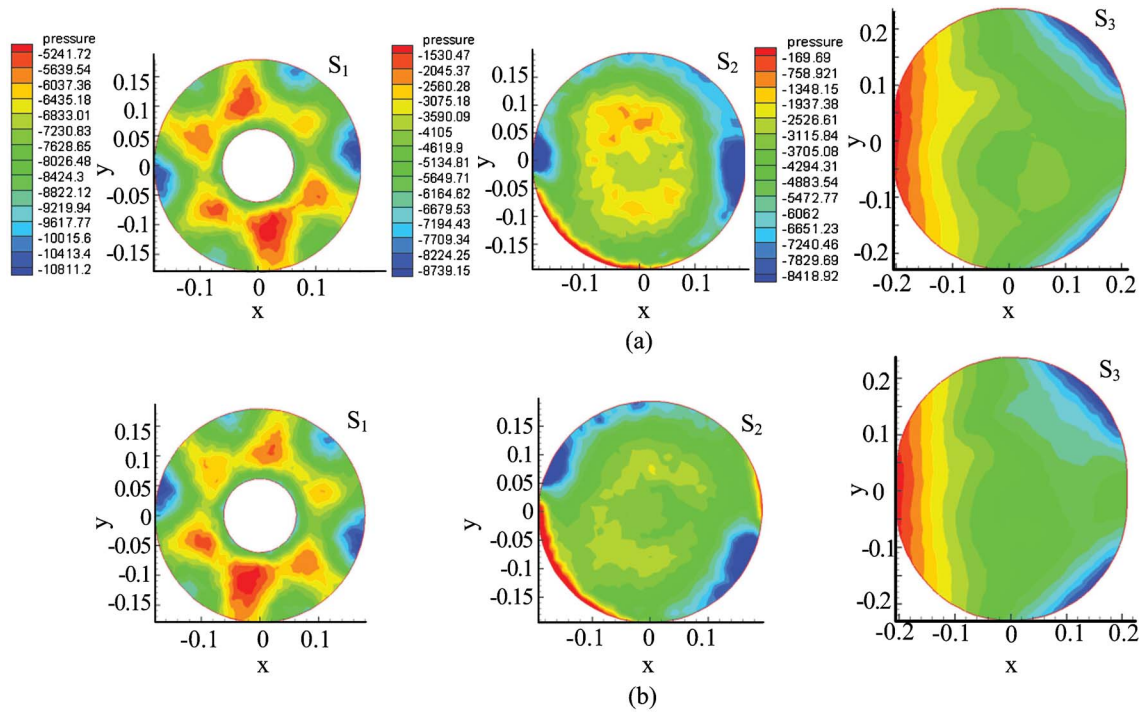 pressure
-5241.72
-5639.54
-6037.36
-6435.18
-6833.01
-7230.83
-7628.65
-8026.48
-8424.3
-8822.12
-9219.94
-9617.77
-10015.6
-10413.4
-10811.2
S1
0.15
0.1
0.05
0
-0.05
-0.1
-0.15
y
-0.1 0 0.1
x
pressure
-1530.47
-2045.37
-2560.28
-3075.18
-3590.09
-4105
-4619.9
-5134.81
-5649.71
-6164.62
-6679.53
-7194.43
-7709.34
-8224.25
-8739.15
S2
0.15
0.1
0.05
0
-0.05
-0.1
-0.15
y
-0.1 0 0.1
x
pressure
-169.69
-758.921
-1348.15
-1937.38
-2526.61
-3115.84
-3705.08
-4294.31
-4883.54
-5472.77
-6062
-6651.23
-7240.46
-7829.69
-8418.92
S3
0.2
0.1
0
-0.1
-0.2
y
-0.2 -0.1 0 0.1 0.2
x
(a)
S1
0.15
0.1
0.05
0
-0.05
-0.1
-0.15
y
-0.1 0 0.1
x
S2
0.15
0.1
0.05
0
-0.05
-0.1
-0.15
y
-0.1 0 0.1
x
S3
0.2
0.1
0
-0.1
-0.2
y
-0.2 -0.1 0 0.1 0.2
x
(b)